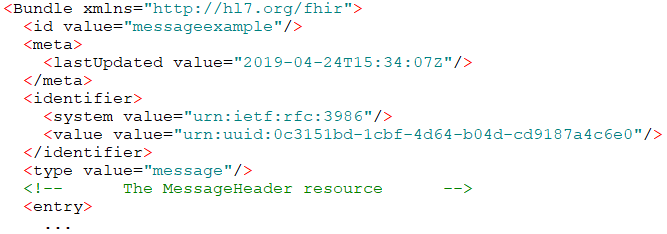 <Bundle xmlns="http://hl7.org/fhir">
  <id value="messageexample"/>
  <meta>
    <lastUpdated value="2019-04-24T15:34:07Z"/>
  </meta>
  <identifier>
    <system value="urn:ietf:rfc:3986"/>
    <value value="urn:uuid:0c3151bd-1cbf-4d64-b04d-cd9187a4c6e0"/>
  </identifier>
  <type value="message"/>
  <!--      The MessageHeader resource      -->
  <entry>
    ...